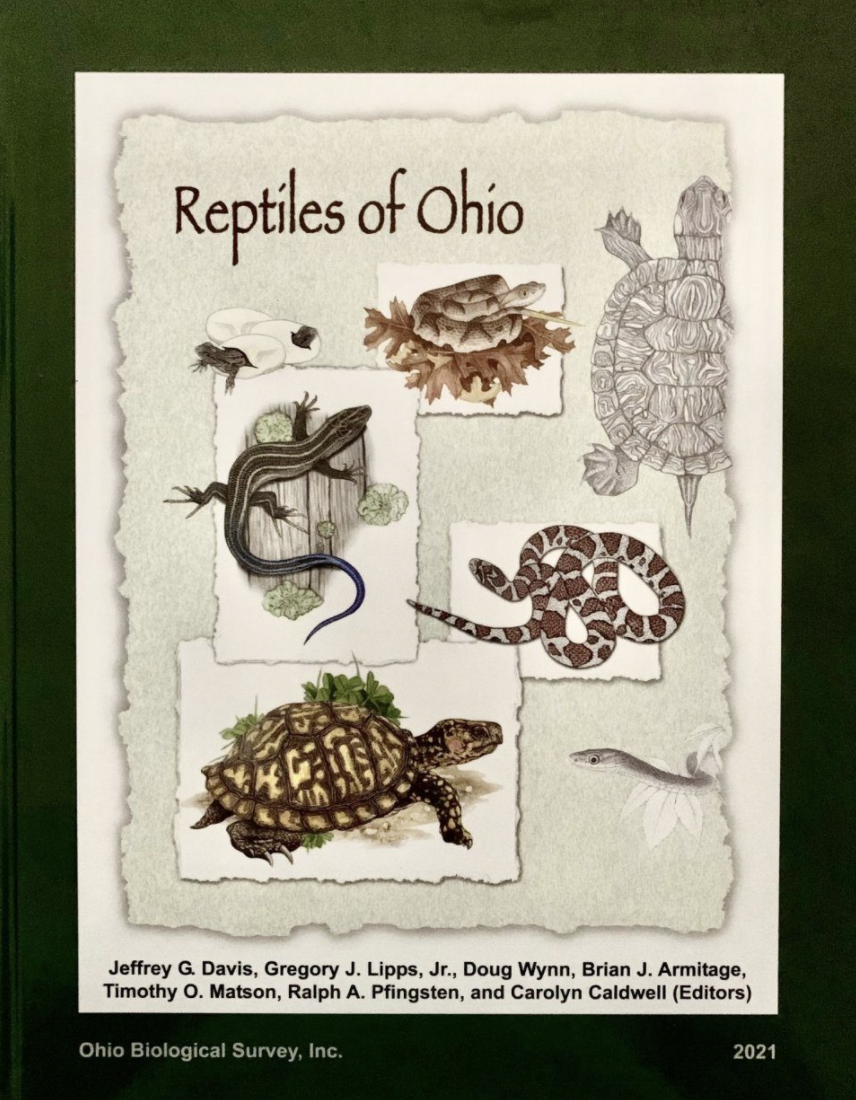 Reptiles of Ohio
Jeffrey G. Davis, Gregory J. Lipps, Jr., Doug Wynn, Brian J. Armitage,
Timothy O. Matson, Ralph A. Pfingsten, and Carolyn Caldwell (Editors)
Ohio Biological Survey, Inc.
2021